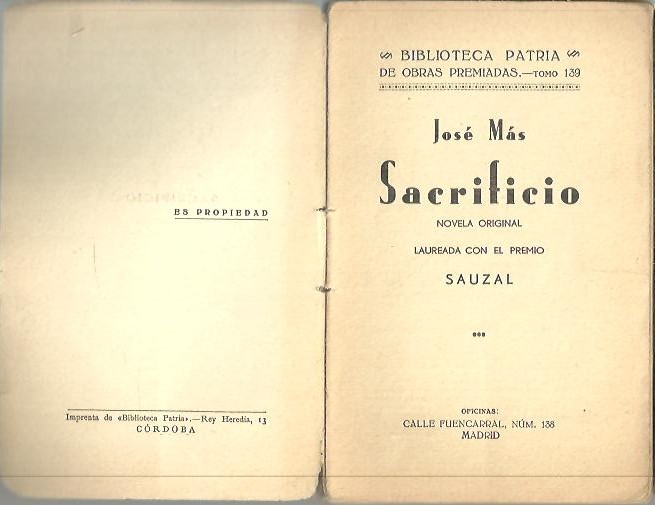 ES PROPIEDAD
Imprenta de «Biblioteca Patria».—Rey Heredia, 13
CÓRDOBA
BIBLIOTECA PATRIA
DE OBRAS PREMIADAS.—TOMO 139
José Más
Sacrificio
NOVELA ORIGINAL
LAUREADA CON EL PREMIO
SAUZAL
OFICINAS:
CALLE FUENCARRAL, NÚM. 138
MADRID